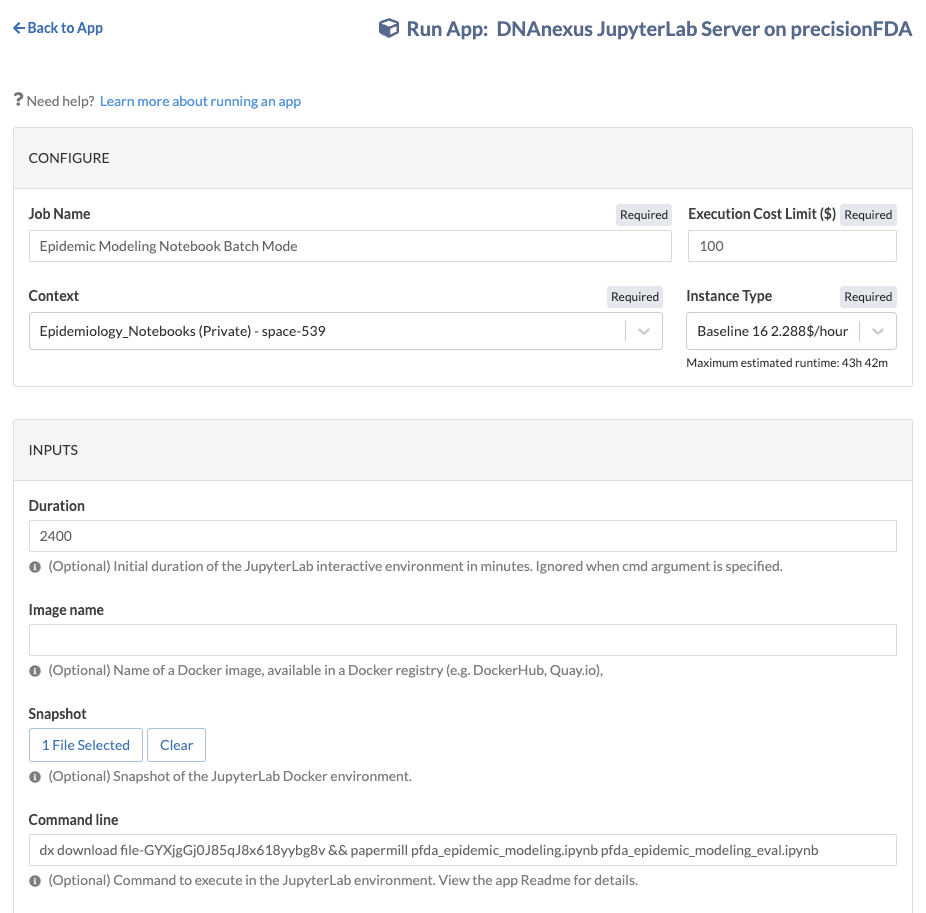 Back to App
Run App: DNAnexus JupyterLab Server on precisionFDA
? Need help? Learn more about running an app
CONFIGURE
Job Name Required
Execution Cost Limit ($) Required
Epidemic Modeling Notebook Batch Mode
100
Context Required
Instance Type Required
Epidemiology_Notebooks (Private) - space-539
Baseline 16 2.288$/hour
Maximum estimated runtime: 43h 42m
INPUTS
Duration
2400
(Optional) Initial duration of the JupyterLab interactive environment in minutes. Ignored when cmd argument is specified.
Image name
(Optional) Name of a Docker image, available in a Docker registry (e.g. DockerHub, Quay.io),
Snapshot
1 File Selected Clear
(Optional) Snapshot of the JupyterLab Docker environment.
Command line
dx download file-GYXjgGj0J85qJ8x618yybg8v && papermill pfda_epidemic_modeling.ipynb pfda_epidemic_modeling_eval.ipynb
(Optional) Command to execute in the JupyterLab environment. View the app Readme for details.